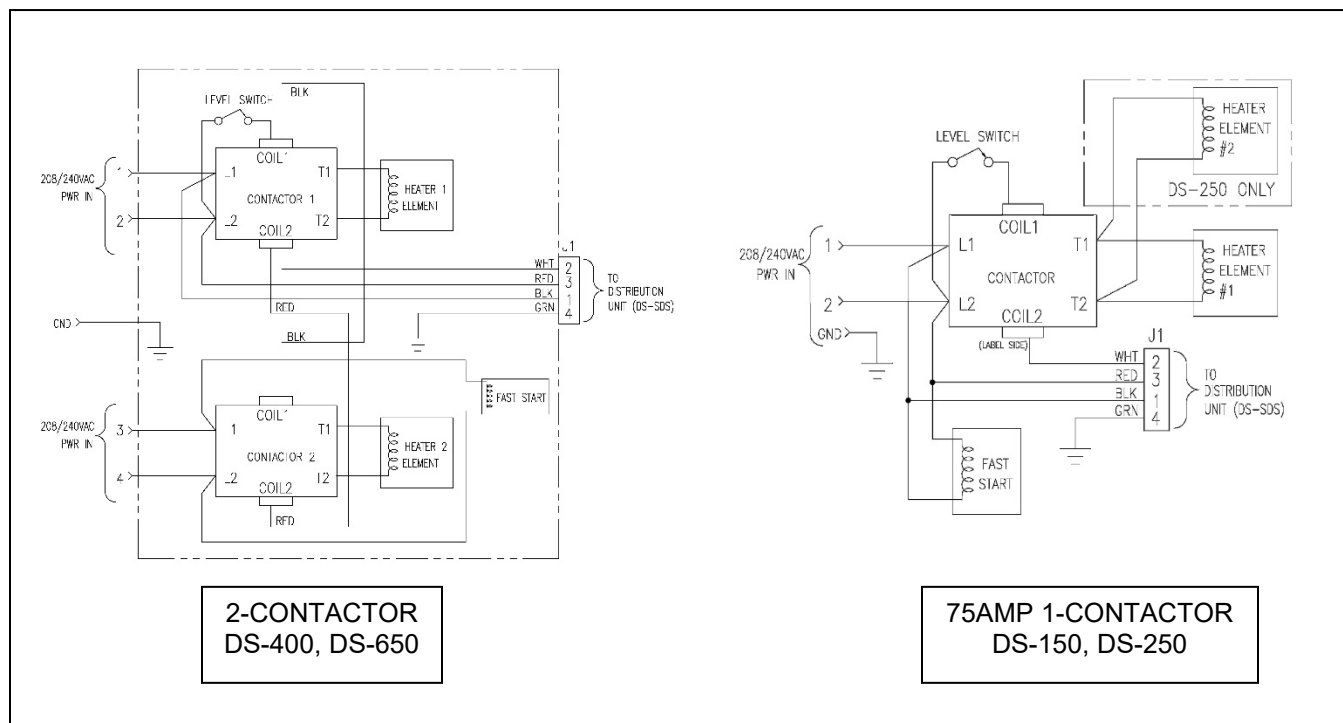 BLK
LEVEL SWITCH
COIL1
1
208/240VAC
PWR IN
2
_1
T1
CONTACTOR 1
_2
T2
COIL2
HEATER 1
ELEMENT
J1
WHT 2
RED 3
BLK 1
GRN 4
TO
DISTRIBUTION
UNIT (DS-SDS)
RED
BLK
GND
FAST START
COIL1
208/240VAC
PWR IN
3
4
1
T1
CONTACTOR 2
_2
T2
COIL2
HEATER 2
ELEMENT
RED
2-CONTACTOR
DS-400, DS-650
HEATER
ELEMENT
#2
DS-250 ONLY
LEVEL SWITCH
COIL1
208/240VAC
PWR IN
1
2
GND
L1
T1
CONTACTOR
L2
T2
COIL2
(LABEL SIDE)
HEATER
ELEMENT
#1
J1
WHT 2
RED 3
BLK 1
GRN 4
TO
DISTRIBUTION
UNIT (DS-SDS)
FAST
START
75AMP 1-CONTACTOR
DS-150, DS-250